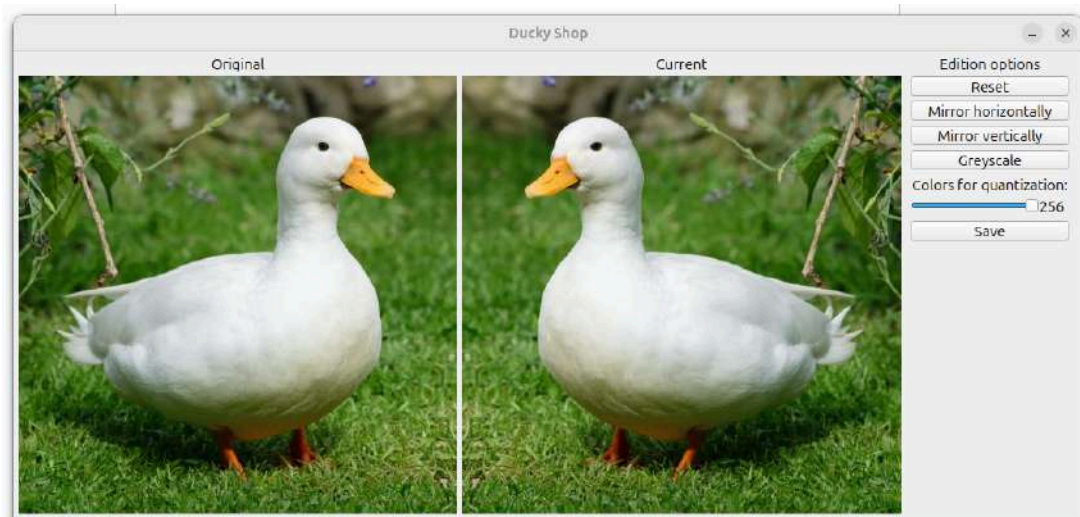 Ducky Shop
Original
Current
Edition options
Reset
Mirror horizontally
Mirror vertically
Greyscale
Colors for quantization:
256
Save